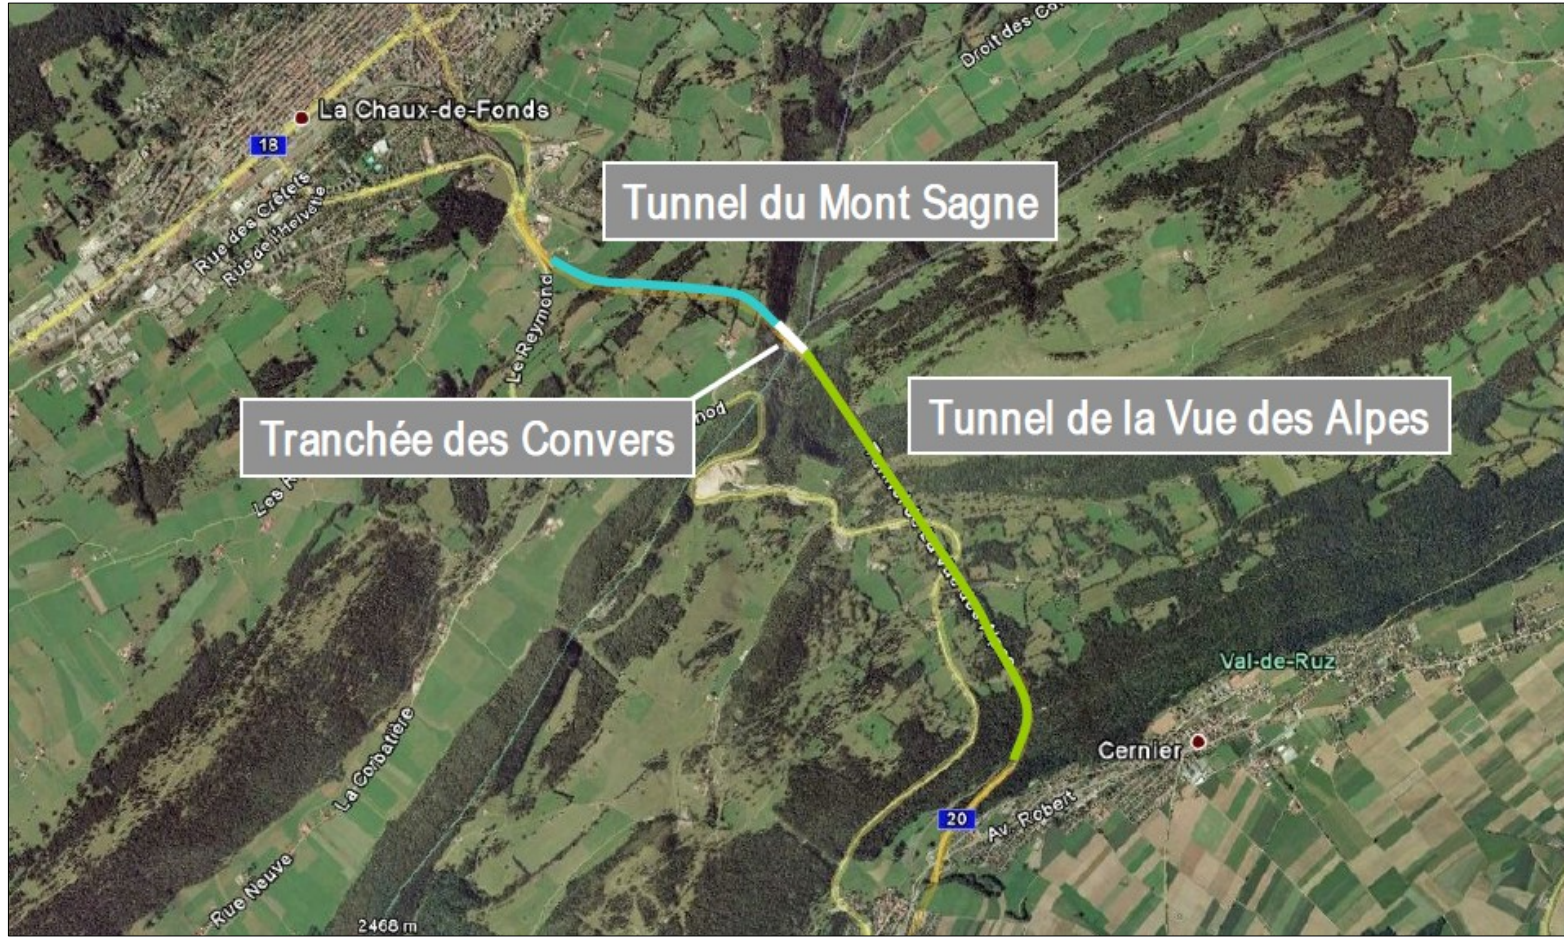 Droit des Co
La Chaux-de-Fonds
18
Tunnel du Mont Sagne
Rue des Crêtets
Rue de l'Helvétie
Le Reymond
Tranchée des Convers
nod
Tunnel de la Vue des Alpes
Les R
Val-de-Ruz
Cernier
La Corbatière
20
Av. Robert
Rue Neuve
2468 m